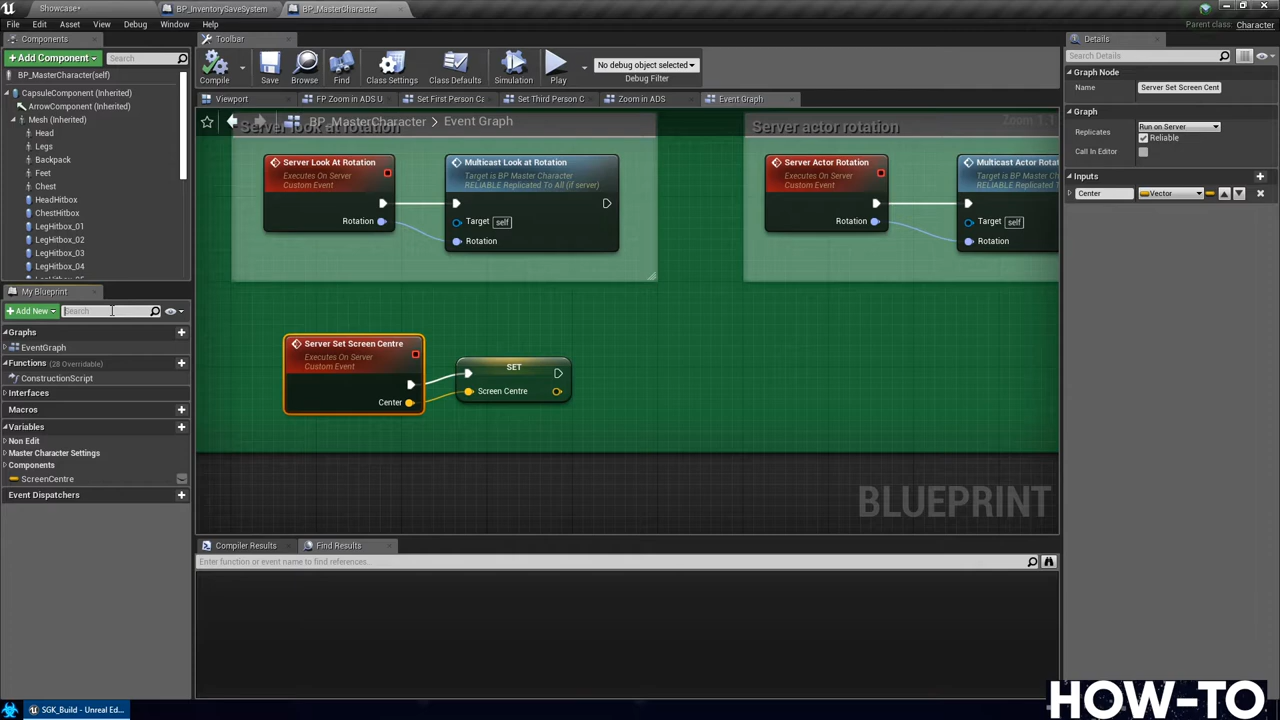 Showcase•
BP_InventorySaveSystem
BP_MasterCharacter
File
Edit
Asset
View
Debug
Window
Help
Parent class: Character
Components
+ Add Component
Search
BP_MasterCharacter(self)
CapsuleComponent (Inherited)
ArrowComponent (Inherited)
Mesh (Inherited)
Head
Legs
Backpack
Feet
Chest
HeadHitbox
ChestHitbox
LegHitbox_01
LegHitbox_02
LegHitbox_03
LegHitbox_04
My Blueprint
+ Add New
Search
Graphs
EventGraph
Functions (28 Overridable)
ConstructionScript
Interfaces
Macros
Variables
Non Edit
Master Character Settings
Components
ScreenCentre
Event Dispatchers
Toolbar
Compile
Save
Browse
Find
Class Settings
Class Defaults
Simulation
Play
No debug object selected
Debug Filter
Viewport
FP Zoom in ADS U
Set First Person Ca
Set Third Person C
Zoom in ADS
Event Graph
BP_MasterCharacter > Event Graph
Zoom 1:1
Server look at rotation
Server Look At Rotation
Executes On Server
Custom Event
Rotation
Multicast Look at Rotation
Target is BP Master Character
RELIABLE Replicated To All (if server)
Target self
Rotation
Server actor rotation
Server Actor Rotation
Executes On Server
Custom Event
Rotation
Multicast Actor Rotat
Target is BP Master Ch
RELIABLE Replicated T
Target self
Rotation
Server Set Screen Centre
Executes On Server
Custom Event
Center
SET
Screen Centre
BLUEPRINT
Compiler Results
Find Results
Enter function or event name to find references...
Details
Search Details
Graph Node
Name Server Set Screen Cent
Graph
Replicates Run on Server
Reliable
Call In Editor
Inputs
Center Vector
SGK_Build - Unreal Ed...
HOW-TO